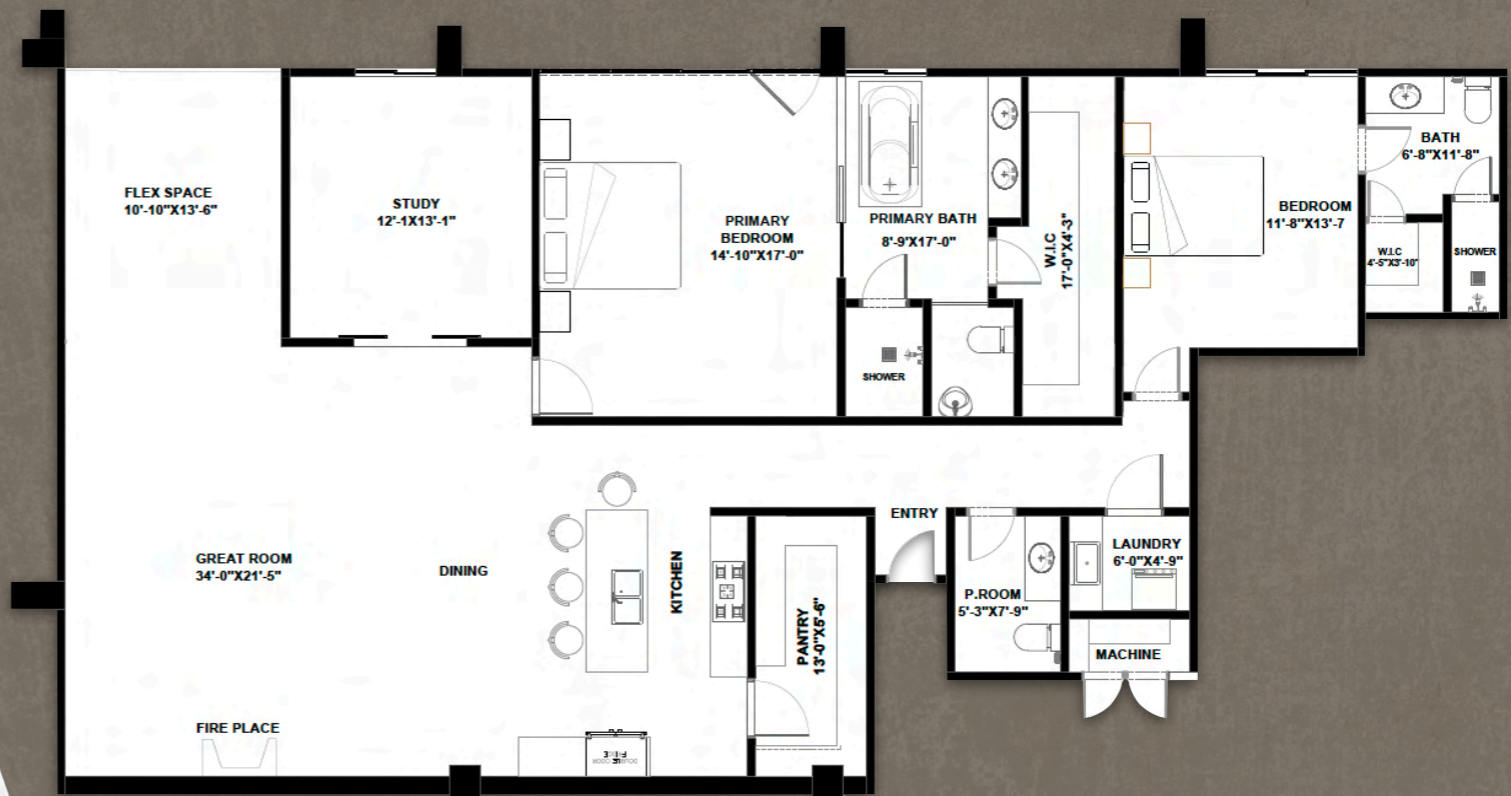 FLEX SPACE
10'-10"X13'-6"
STUDY
12'-1X13'-1"
PRIMARY
BEDROOM
14'-10"X17'-0"
PRIMARY BATH
8'-9'X17'-0"
W.I.C
17'-0"X4'-3"
BEDROOM
11'-8"X13'-7
BATH
6'-8"X11'-8"
W.I.C
4'-5"X3'-10"
SHOWER
SHOWER
ENTRY
GREAT ROOM
34'-0"X21'-5"
DINING
KITCHEN
PANTRY
13'-0"X5'-6"
P.ROOM
5'-3"X7'-9"
LAUNDRY
6'-0"X4'-9"
MACHINE
FIRE PLACE